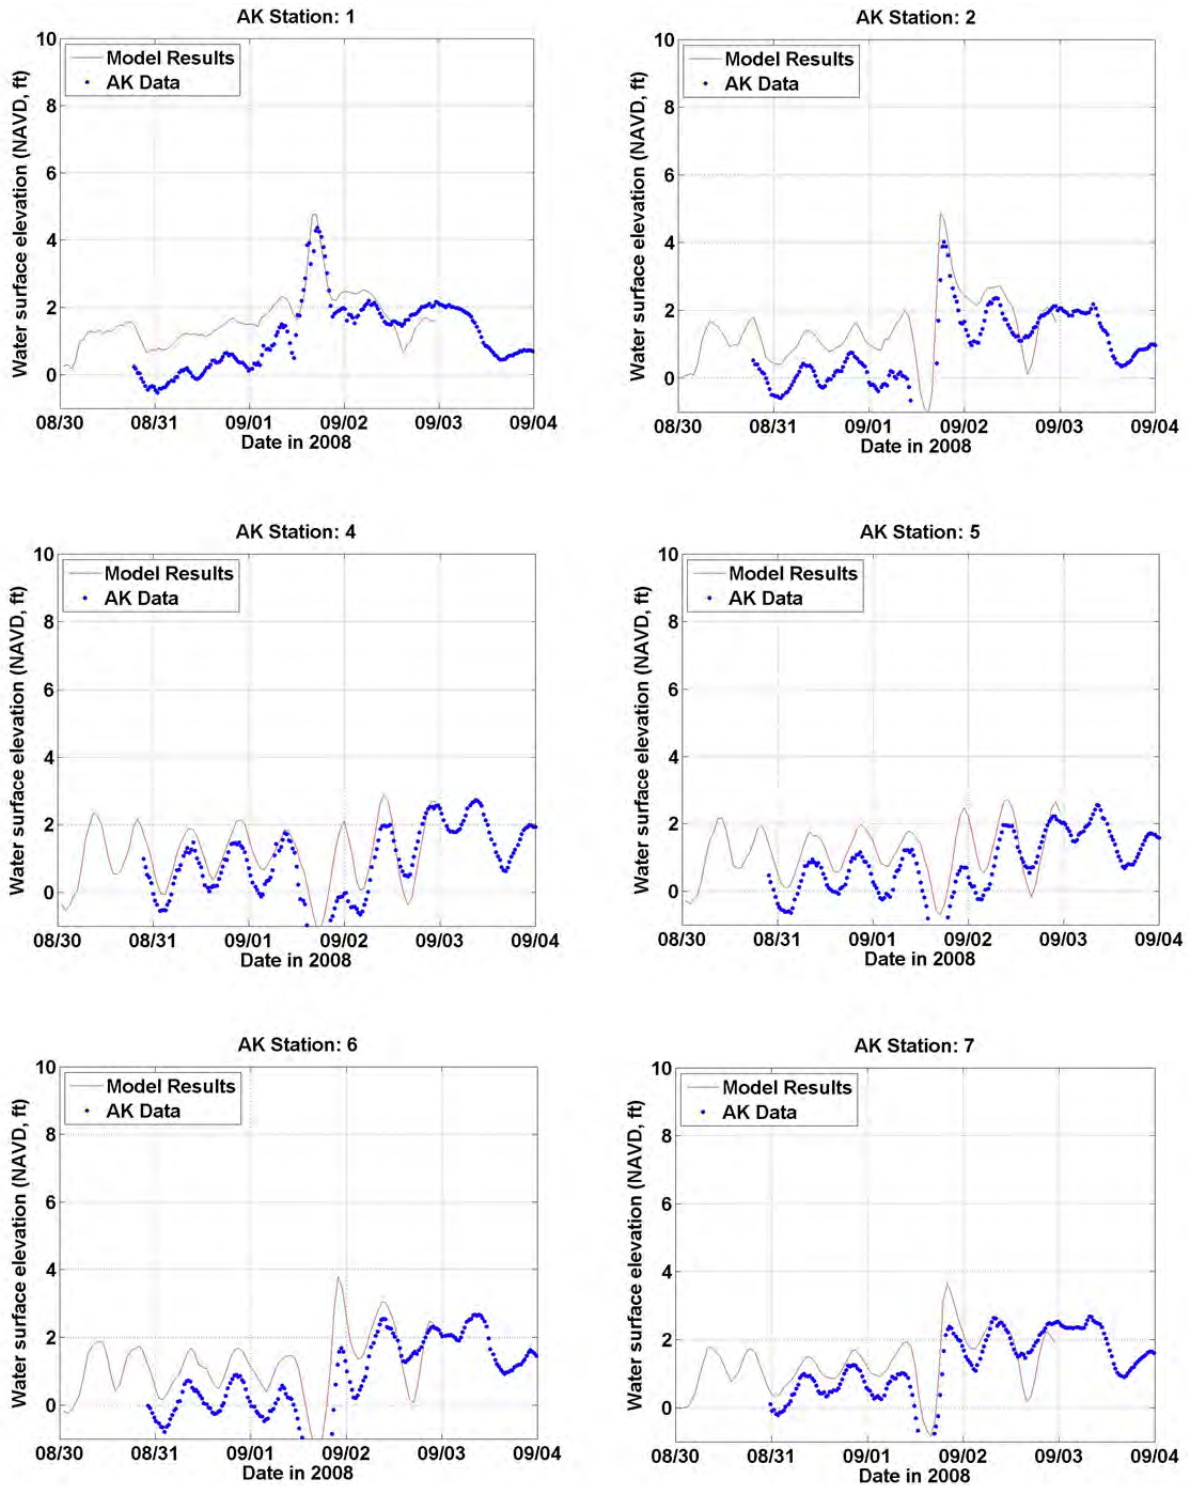 AK Station: 1
Water surface elevation (NAVD, ft)
10
8
6
4
2
0
Model Results
AK Data
08/30 08/31 09/01 09/02 09/03 09/04
Date in 2008
AK Station: 2
Water surface elevation (NAVD, ft)
10
8
6
4
2
0
Model Results
AK Data
08/30 08/31 09/01 09/02 09/03 09/04
Date in 2008
AK Station: 4
Water surface elevation (NAVD, ft)
10
8
6
4
2
0
Model Results
AK Data
08/30 08/31 09/01 09/02 09/03 09/04
Date in 2008
AK Station: 5
Water surface elevation (NAVD, ft)
10
8
6
4
2
0
Model Results
AK Data
08/30 08/31 09/01 09/02 09/03 09/04
Date in 2008
AK Station: 6
Water surface elevation (NAVD, ft)
10
8
6
4
2
0
Model Results
AK Data
08/30 08/31 09/01 09/02 09/03 09/04
Date in 2008
AK Station: 7
Water surface elevation (NAVD, ft)
10
8
6
4
2
0
Model Results
AK Data
08/30 08/31 09/01 09/02 09/03 09/04
Date in 2008